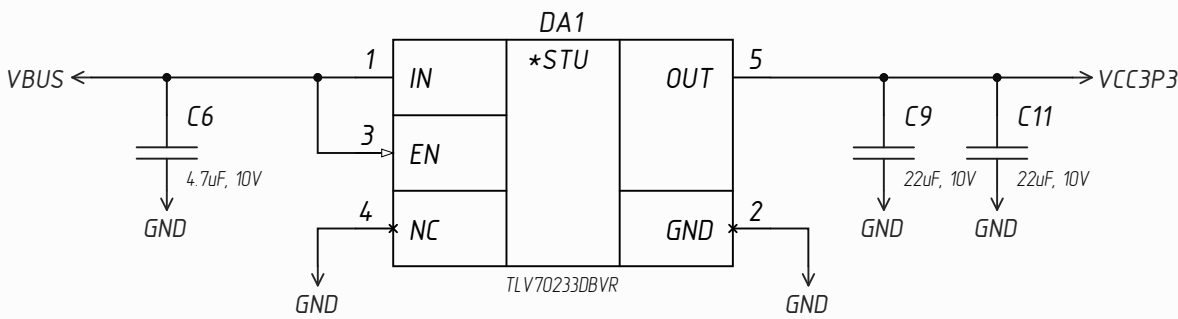 DA1
1
IN
*STU
OUT
5
VBUS
VCC3P3
C6
3
EN
C9
C11
4.7uF, 10V
22uF, 10V
22uF, 10V
GND
4
NC
GND
2
GND
GND
GND
TLV70233DBVR
GND